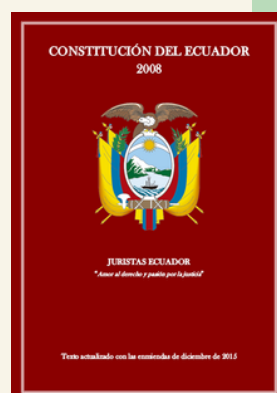 CONSTITUCIÓN DEL ECUADOR
2008
JURISTAS ECUADOR
"Amor al derecho y pasión por la justicia"
Texto actualizado con las enmiendas de diciembre de 2015